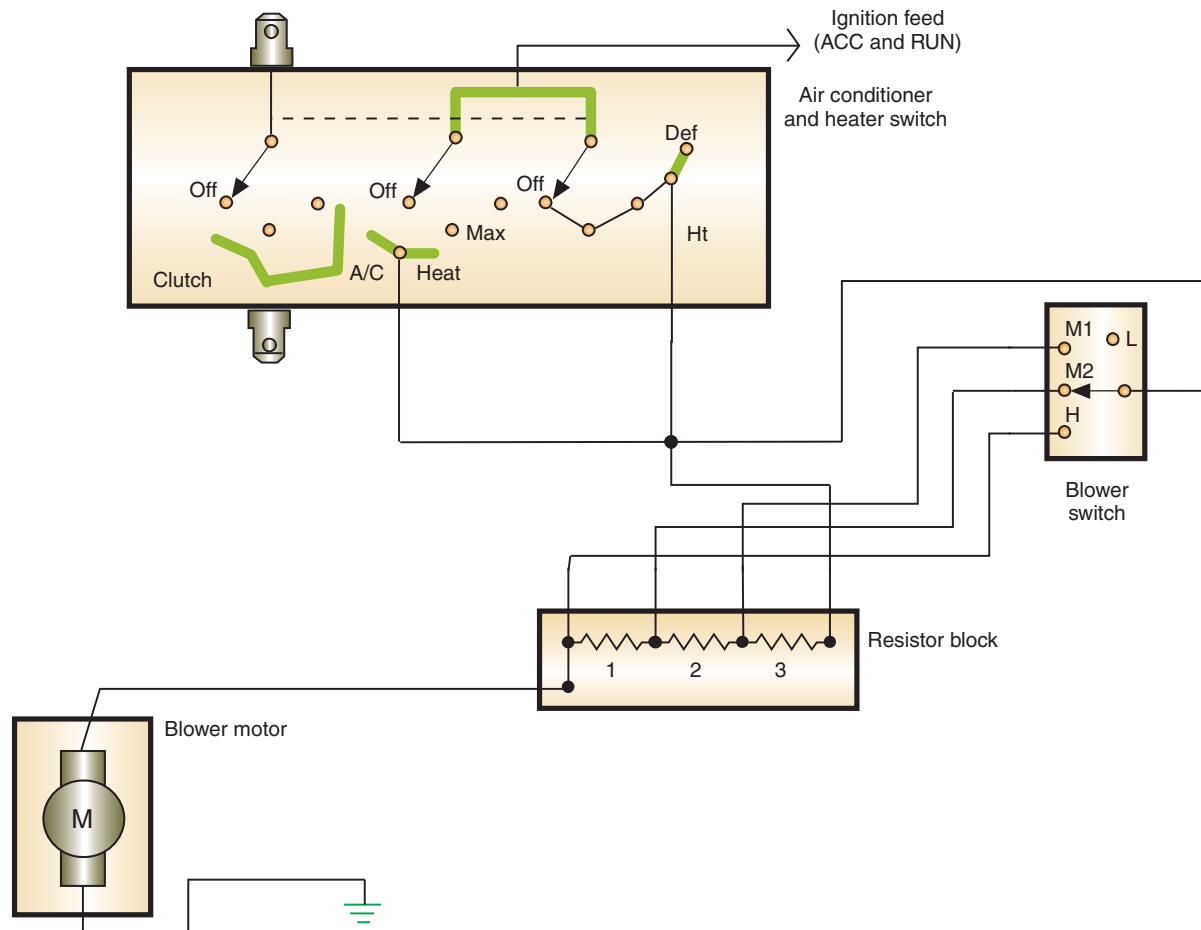 Ignition feed
(ACC and RUN)
Air conditioner
and heater switch
Def
Off
Off
Off
Max
Ht
Clutch
A/C
Heat
M1
L
M2
H
Blower
switch
Resistor block
1
2
3
Blower motor
M